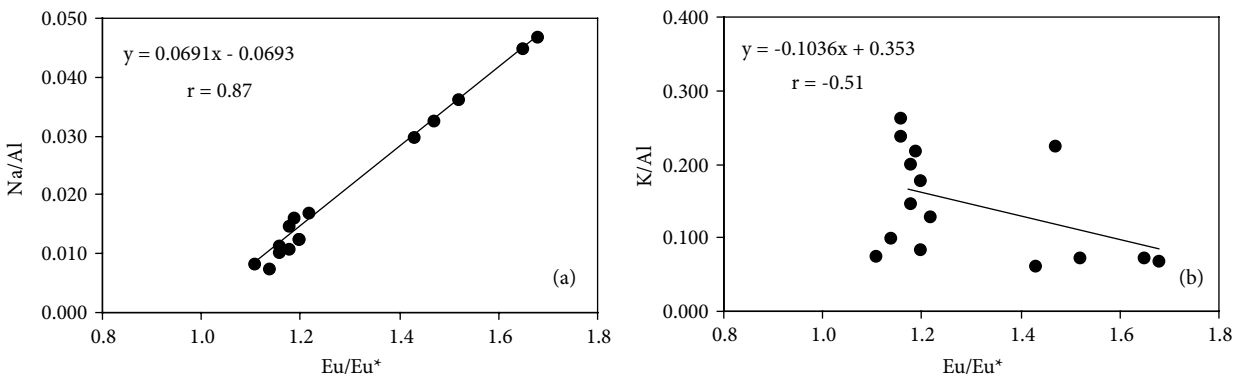 0.050
y = 0.0691x - 0.0693
0.040
r = 0.87
0.030
Na/Al
0.020
0.010
(a)
0.000
0.8 1.0 1.2 1.4 1.6 1.8
Eu/Eu*
0.400
y = -0.1036x + 0.353
r = -0.51
0.300
K/Al
0.200
0.100
(b)
0.000
0.8 1.0 1.2 1.4 1.6 1.8
Eu/Eu*